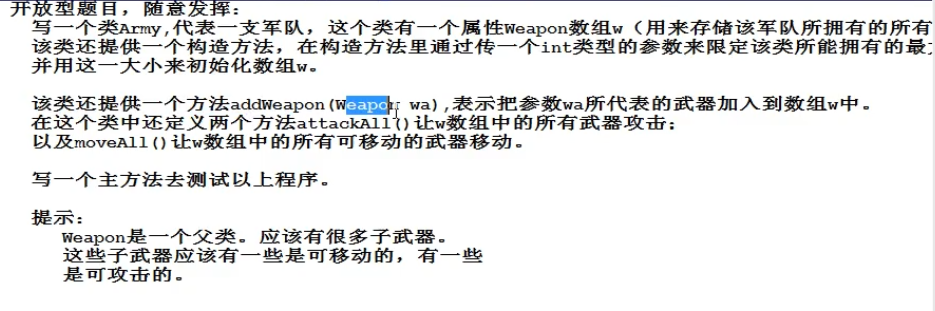 开放型题目，随意发挥：
写一个类Army,代表一支军队，这个类有一个属性Weapon数组w（用来存储该军队所拥有的所有
该类还提供一个构造方法，在构造方法里通过传一个int类型的参数来限定该类所能拥有的最
并用这一大小来初始化数组w。
该类还提供一个方法addWeapon(Weapon wa),表示把参数wa所代表的武器加入到数组w中。
在这个类中还定义两个方法attackAll()让w数组中的所有武器攻击；
以及moveAll()让w数组中的所有可移动的武器移动。
写一个主方法去测试以上程序。
提示：
Weapon是一个父类。应该有很多子武器。
这些子武器应该有一些是可移动的，有一些
是可攻击的。